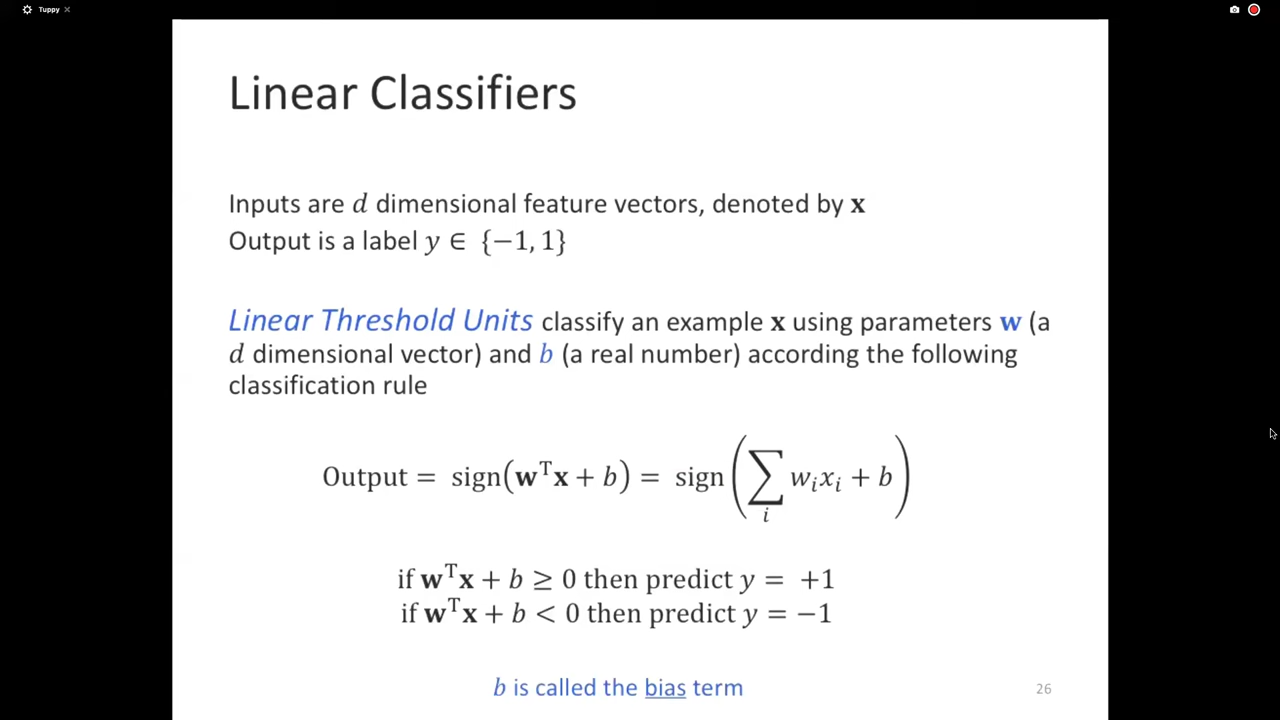 Tuppy
Linear Classifiers
Inputs are d dimensional feature vectors, denoted by x
Output is a label y ∈ {−1, 1}
Linear Threshold Units classify an example x using parameters w (a
d dimensional vector) and b (a real number) according the following
classification rule
Output = sign(wᵀx + b) = sign(∑ᵢ wᵢxᵢ + b)
if wᵀx + b ≥ 0 then predict y = +1
if wᵀx + b < 0 then predict y = −1
b is called the bias term
26